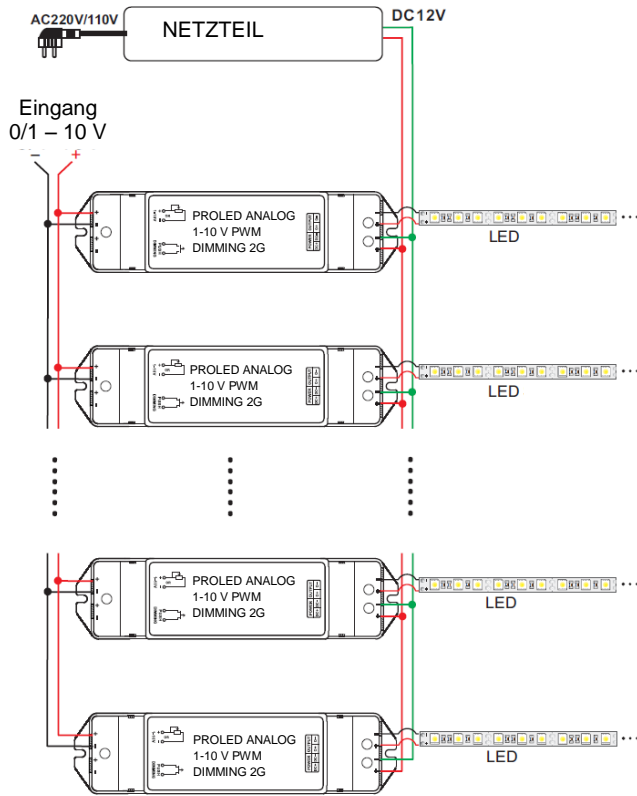 AC220V/110V
NETZTEIL
DC12V
Eingang
0/1 – 10 V
– +
PROLED ANALOG
1-10 V PWM
DIMMING 2G
LED
PROLED ANALOG
1-10 V PWM
DIMMING 2G
LED
PROLED ANALOG
1-10 V PWM
DIMMING 2G
LED
PROLED ANALOG
1-10 V PWM
DIMMING 2G
LED